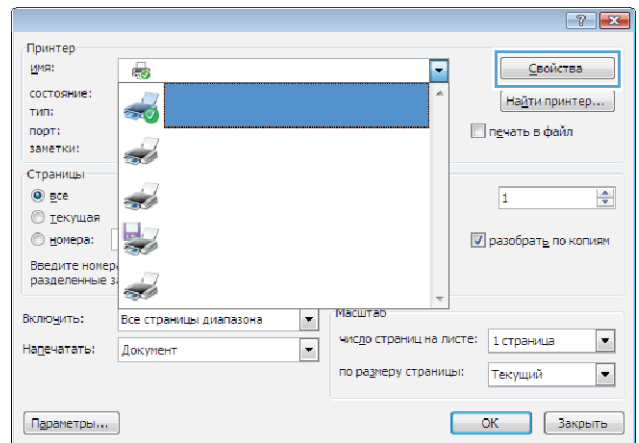 Принтер
имя:
Свойства
состояние:
Найти принтер...
тип:
порт:
печать в файл
заметки:
Страницы
все
1
текущая
номера:
разобрать по копиям
Введите номер
разделенные
Включить:
Все страницы диапазона
Масштаб
число страниц на листе:
1 страница
Напечатать:
Документ
по размеру страницы:
Текущий
Параметры...
ОК
Закрыть